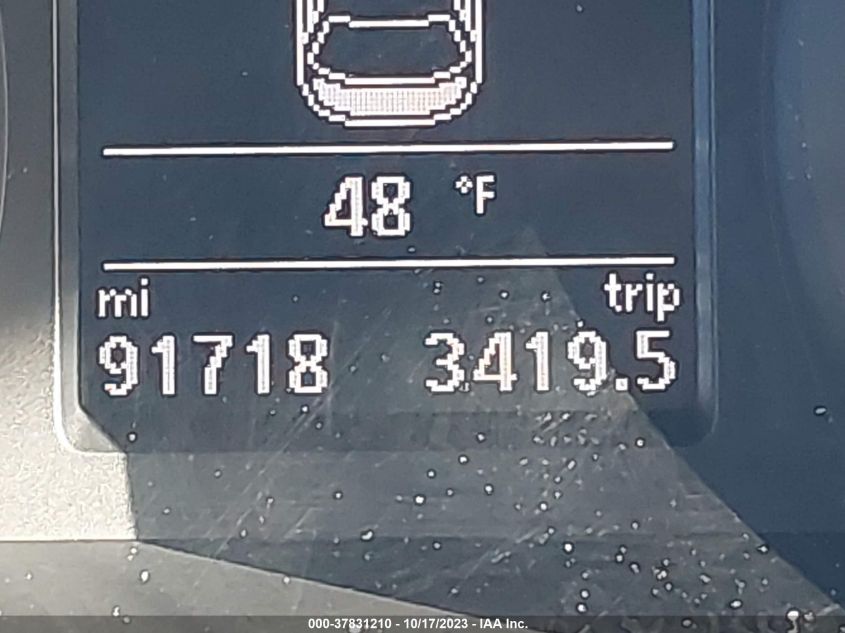 48 °F
mi trip
91718 3419.5
000-37831210 - 10/17/2023 - IAA Inc.